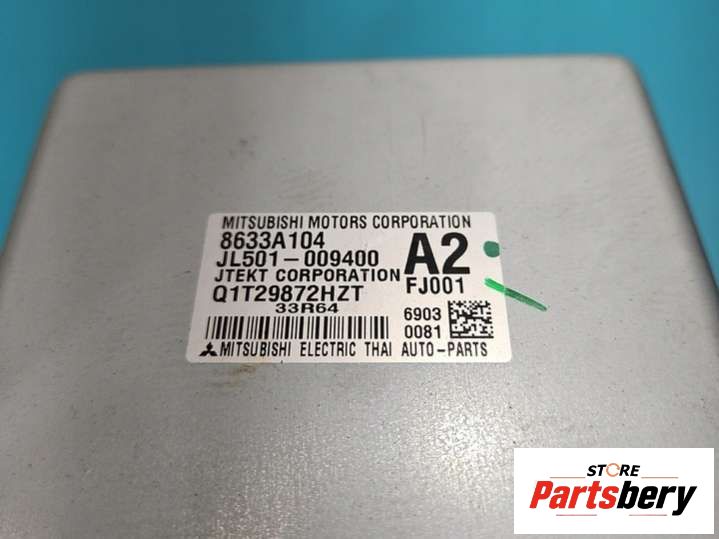 MITSUBISHI MOTORS CORPORATION
8633A104
JL501-009400
A2
JTEKT CORPORATION
FJ001
Q1T29872HZT
33R64
6903
0081
MITSUBISHI ELECTRIC THAI AUTO-PARTS
STORE
Partsbery